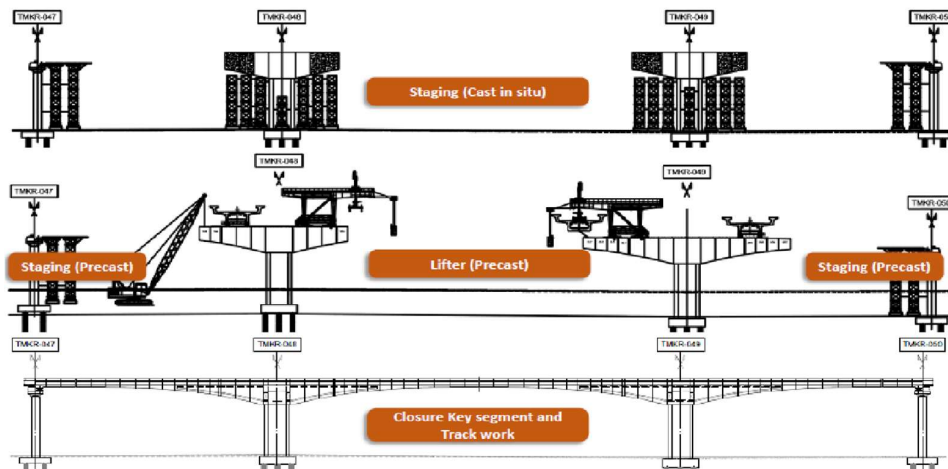 TMKR-047
TMKR-048
TMKR-049
Staging (Cast in situ)
TMKR-048
TMKR-047
TMKR-049
TMKR-050
Staging (Precast)
Lifter (Precast)
Staging (Precast)
TMKR-047
TMKR-048
TMKR-049
TMKR-050
Closure Key segment and
Track work